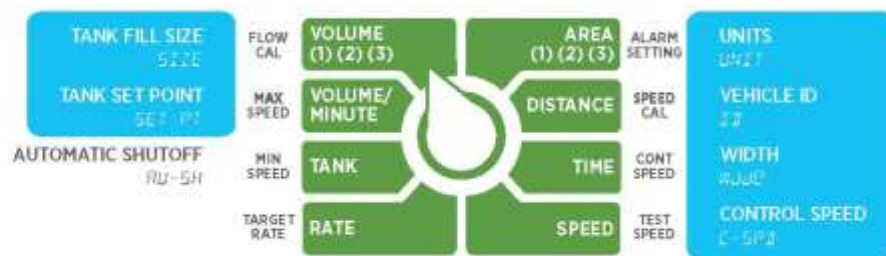 TANK FILL SIZE
SIZE
TANK SET POINT
SET PT
AUTOMATIC SHUTOFF
AU-SH
FLOW
CAL
MAX
SPEED
MIN
SPEED
TARGET
RATE
VOLUME
(1) (2) (3)
VOLUME/
MINUTE
TANK
RATE
AREA
(1) (2) (3)
DISTANCE
TIME
SPEED
ALARM
SETTING
SPEED
CAL
CONT
SPEED
TEST
SPEED
UNITS
UNIT
VEHICLE ID
ID
WIDTH
CONTROL SPEED
C-SPD